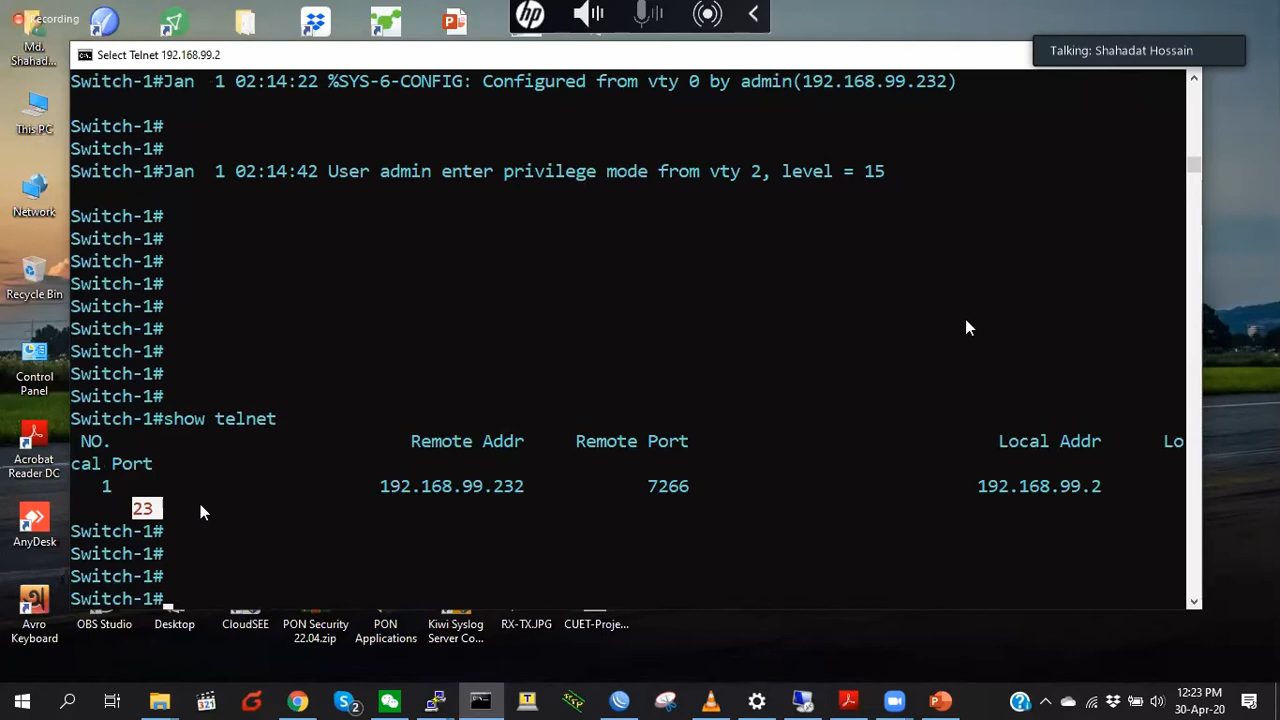 Recording
Talking: Shahadat Hossain
Select Telnet 192.168.99.2
Switch-1#Jan  1 02:14:22 %SYS-6-CONFIG: Configured from vty 0 by admin(192.168.99.232)
Switch-1#
Switch-1#
Switch-1#Jan  1 02:14:42 User admin enter privilege mode from vty 2, level = 15
Switch-1#
Switch-1#
Switch-1#
Switch-1#
Switch-1#
Switch-1#
Switch-1#
Switch-1#
Switch-1#
Switch-1#show telnet
NO. Remote Addr Remote Port Local Addr Lo
cal Port
1 192.168.99.232 7266 192.168.99.2
23
Switch-1#
Switch-1#
Switch-1#
Switch-1#
Md.
Shahad...
This PC
Network
Recycle Bin
Control
Panel
Acrobat
Reader DC
AnyDesk
Avro
Keyboard
OBS Studio
Desktop
CloudSEE
PON Security
22.04.zip
PON
Applications
Kiwi Syslog
Server Co...
RX-TX.JPG
CUET-Proje...
12:23 PM
30-Apr-20